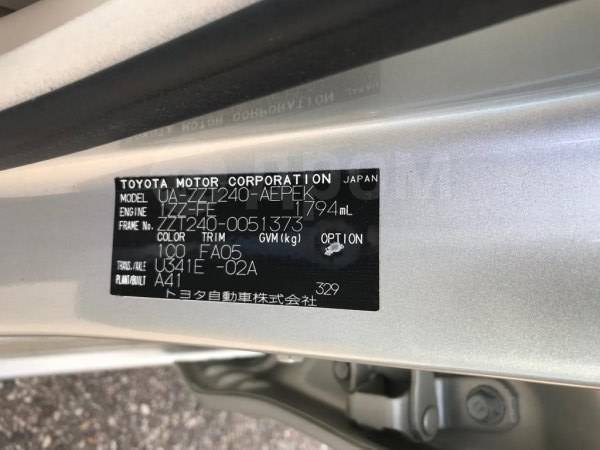 TOYOTA MOTOR CORPORATION JAPAN
MODEL UA-ZZT240-AEPEK
ENGINE 1ZZ-FE 1794mL
FRAME No. ZZT240-0051373
COLOR TRIM GVM(kg) OPTION
1C0 FA05
TRANS./AXLE U341E -02A
PLANT/BUILT A41
329
トヨタ自動車株式会社